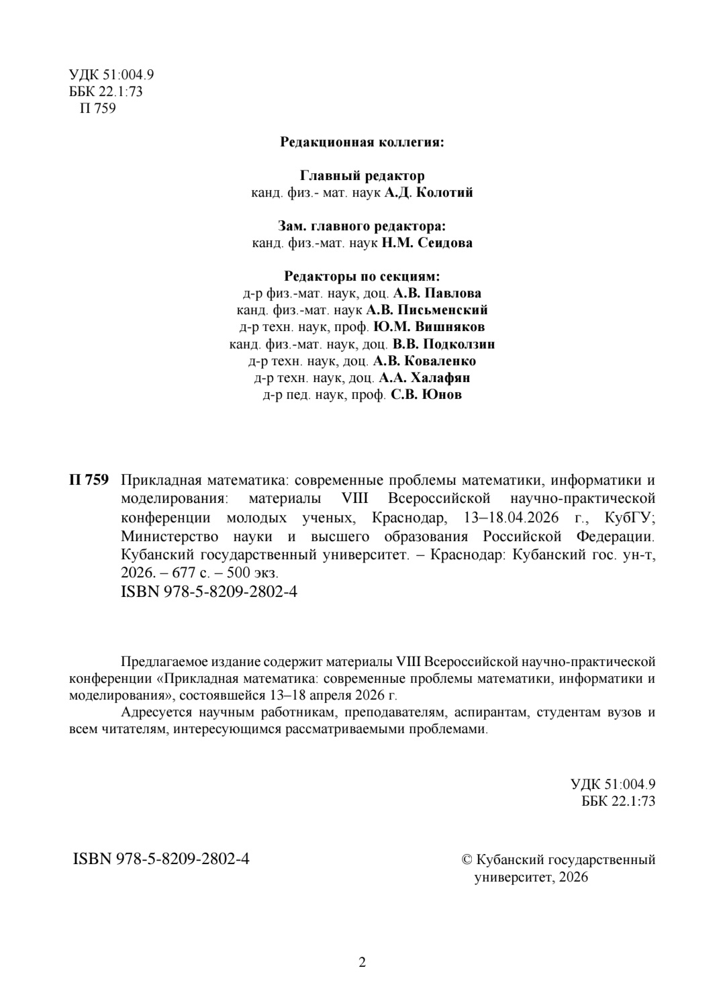 УДК 51:004.9
ББК 22.1:73
П 759
Редакционная коллегия:
Главный редактор
канд. физ.- мат. наук А.Д. Колотий
Зам. главного редактора:
канд. физ.-мат. наук Н.М. Сеидова
Редакторы по секциям:
д-р физ.-мат. наук, доц. А.В. Павлова
канд. физ.-мат. наук А.В. Письменский
д-р техн. наук, проф. Ю.М. Вишняков
канд. физ.-мат. наук, доц. В.В. Подколзин
д-р техн. наук, доц. А.В. Коваленко
д-р техн. наук, доц. А.А. Халафян
д-р пед. наук, проф. С.В. Юнов
П 759 Прикладная математика: современные проблемы математики, информатики и
моделирования: материалы VIII Всероссийской научно-практической
конференции молодых ученых, Краснодар, 13–18.04.2026 г., КубГУ;
Министерство науки и высшего образования Российской Федерации.
Кубанский государственный университет. – Краснодар: Кубанский гос. ун-т,
2026. – 677 с. – 500 экз.
ISBN 978-5-8209-2802-4
Предлагаемое издание содержит материалы VIII Всероссийской научно-практической
конференции «Прикладная математика: современные проблемы математики, информатики и
моделирования», состоявшейся 13–18 апреля 2026 г.
Адресуется научным работникам, преподавателям, аспирантам, студентам вузов и
всем читателям, интересующимся рассматриваемыми проблемами.
УДК 51:004.9
ББК 22.1:73
ISBN 978-5-8209-2802-4
© Кубанский государственный
университет, 2026
2